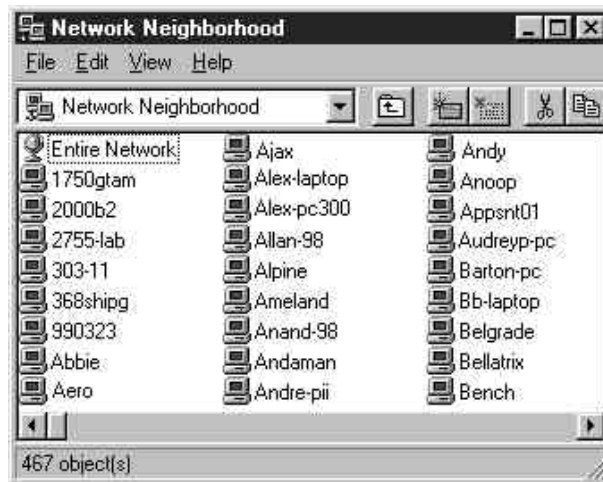 Network Neighborhood
File Edit View Help
Network Neighborhood
Entire Network Ajax Andy
1750gtam Alex-laptop Anoop
2000b2 Alex-pc300 Appsnt01
2755-lab Allan-98 Audreyp-pc
303-11 Alpine Barton-pc
368shipg Ameland Bb-laptop
990323 Anand-98 Belgrade
Abbie Andaman Bellatrix
Aero Andre-pii Bench
467 object(s)